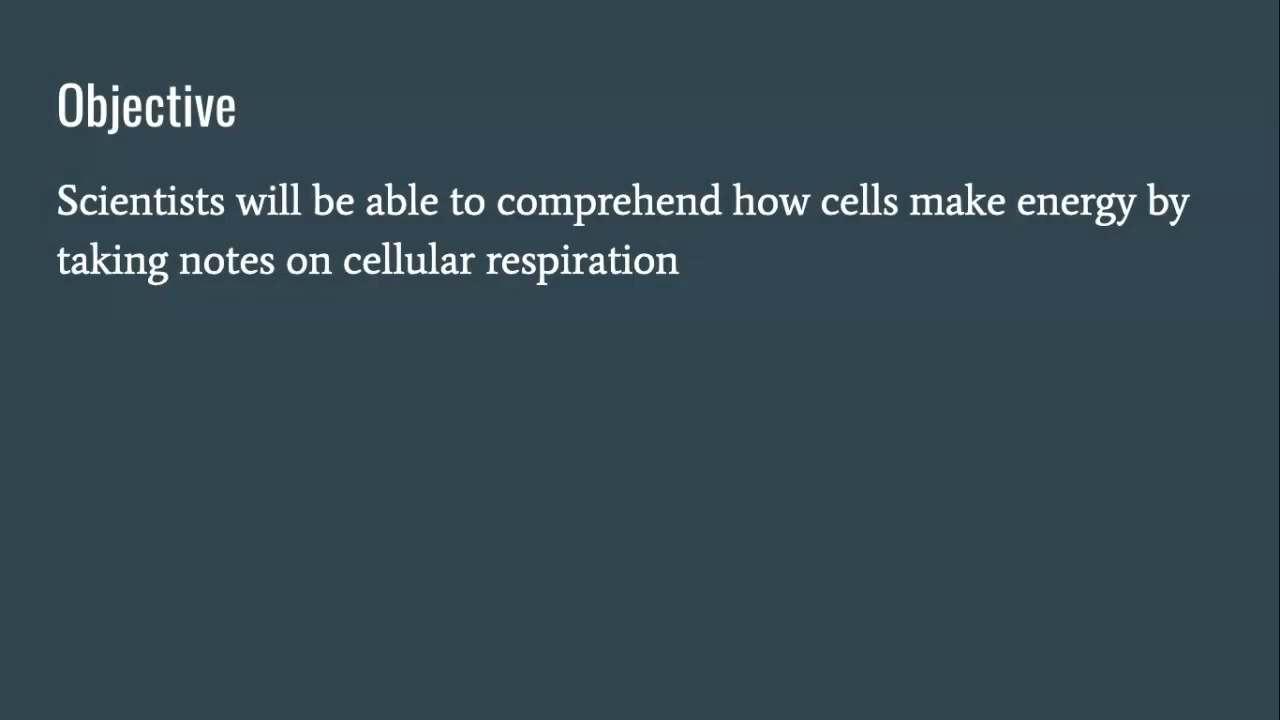 Objective
Scientists will be able to comprehend how cells make energy by
taking notes on cellular respiration